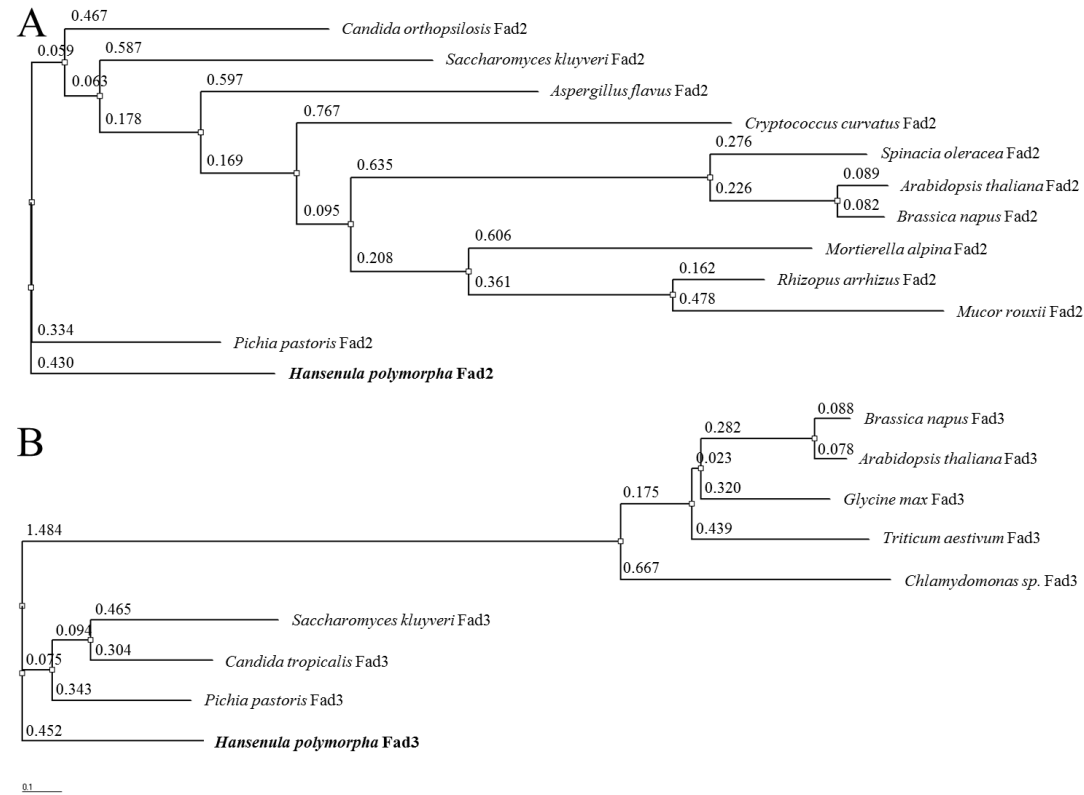 A
0.467
Candida orthopsilosis Fad2
0.059
0.587
Saccharomyces kluyveri Fad2
0.063
0.597
Aspergillus flavus Fad2
0.178
0.767
Cryptococcus curvatus Fad2
0.276
Spinacia oleracea Fad2
0.169
0.635
0.089
Arabidopsis thaliana Fad2
0.226
0.082
Brassica napus Fad2
0.095
0.606
Mortierella alpina Fad2
0.208
0.162
Rhizopus arrhizus Fad2
0.361
0.478
Mucor rouxii Fad2
0.334
Pichia pastoris Fad2
0.430
Hansenula polymorpha Fad2
B
0.088
Brassica napus Fad3
0.282
0.078
Arabidopsis thaliana Fad3
0.023
0.320
Glycine max Fad3
0.175
0.439
Triticum aestivum Fad3
1.484
0.667
Chlamydomonas sp. Fad3
0.465
Saccharomyces kluyveri Fad3
0.094
0.304
Candida tropicalis Fad3
0.075
0.343
Pichia pastoris Fad3
0.452
Hansenula polymorpha Fad3
0.1